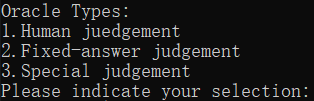 Oracle Types:
1.Human juedgement
2.Fixed-answer judgement
3.Special judgement
Please indicate your selection: